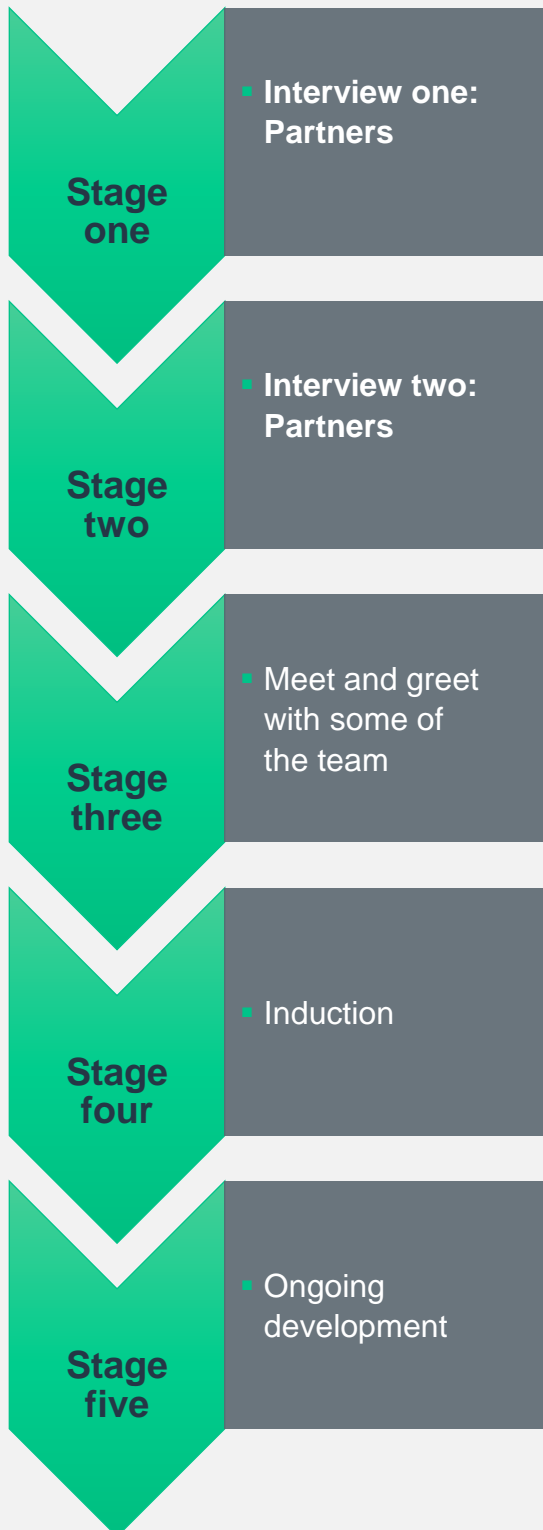 Stage
one
▪ Interview one:
Partners
Stage
two
▪ Interview two:
Partners
Stage
three
▪ Meet and greet
with some of
the team
Stage
four
▪ Induction
Stage
five
▪ Ongoing
development